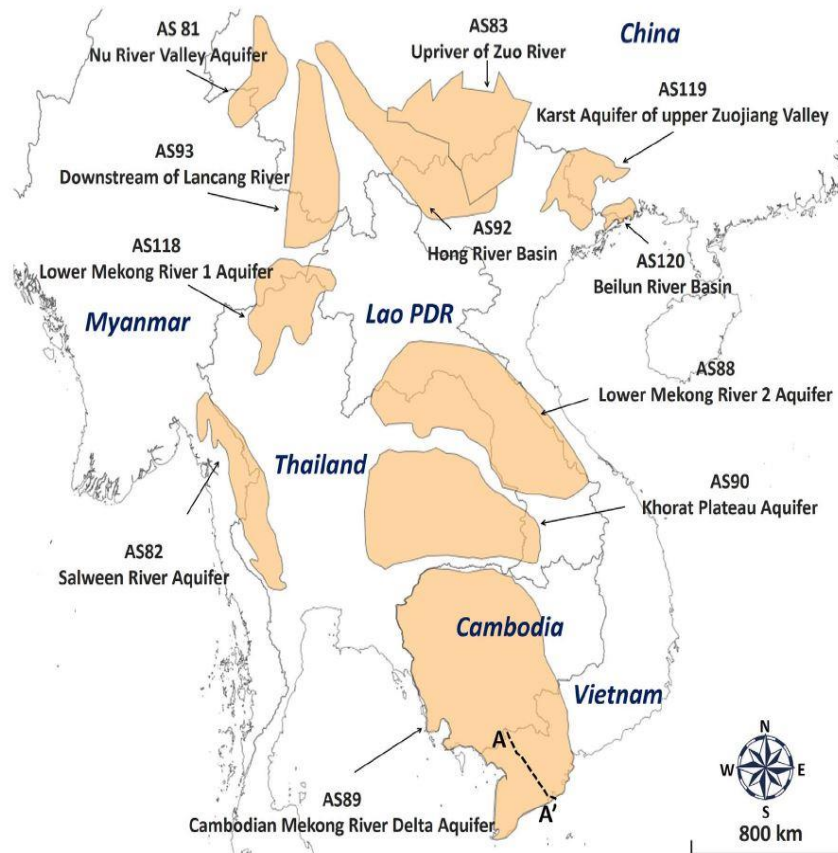 AS 81
Nu River Valley Aquifer
AS83
Upriver of Zuo River
China
AS119
Karst Aquifer of upper Zuojiang Valley
AS93
Downstream of Lancang River
AS92
Hong River Basin
AS120
Beilun River Basin
AS118
Lower Mekong River 1 Aquifer
Myanmar
Lao PDR
AS88
Lower Mekong River 2 Aquifer
Thailand
AS90
Khorat Plateau Aquifer
AS82
Salween River Aquifer
Cambodia
Vietnam
A
A'
AS89
Cambodian Mekong River Delta Aquifer
N
W
E
S
800 km